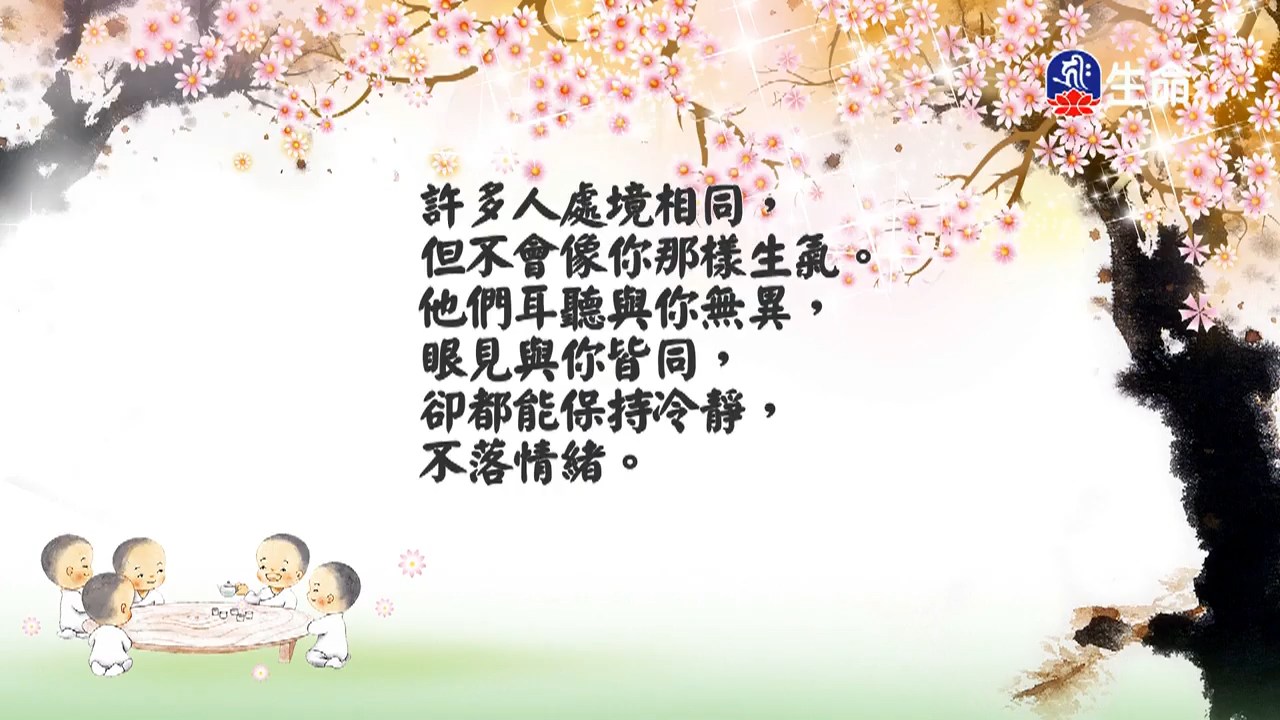 生命
許多人處境相同，
但不會像你那樣生氣。
他們耳聽與你無異，
眼見與你皆同，
卻都能保持冷靜，
不落情緒。